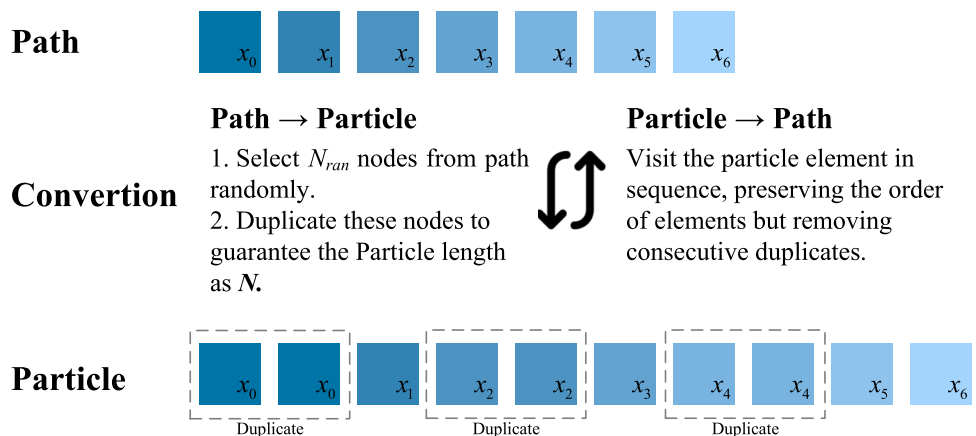 Path
x0 x1 x2 x3 x4 x5 x6
Path → Particle
1. Select Nran nodes from path
randomly.
2. Duplicate these nodes to
guarantee the Particle length
as N.
Convertion
Particle → Path
Visit the particle element in
sequence, preserving the order
of elements but removing
consecutive duplicates.
Particle
x0 x0 x1 x2 x2 x3 x4 x4 x5 x6
Duplicate Duplicate Duplicate